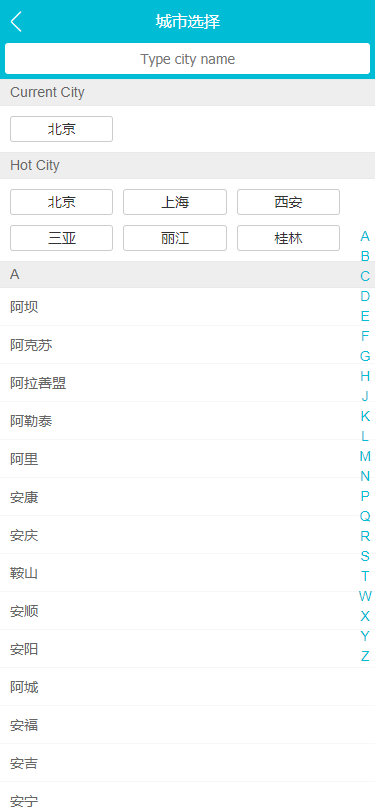 城市选择
Type city name
Current City
北京
Hot City
北京 上海 西安
三亚 丽江 桂林
A
阿坝
阿克苏
阿拉善盟
阿勒泰
阿里
安康
安庆
鞍山
安顺
安阳
阿城
安福
安吉
安宁
A
B
C
D
E
F
G
H
J
K
L
M
N
P
Q
R
S
T
W
X
Y
Z